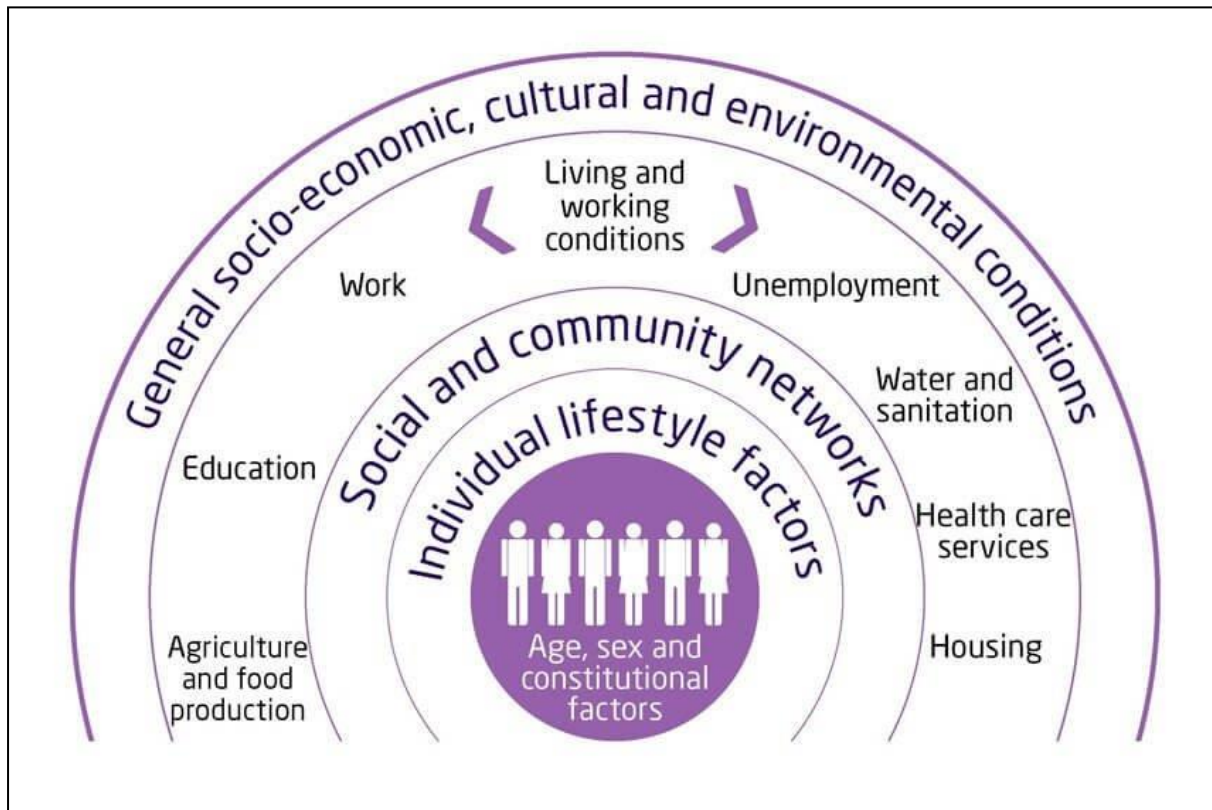 General socio-economic, cultural and environmental conditions
Living and
working
conditions
Work
Unemployment
Social and community networks
Water and
sanitation
Individual lifestyle factors
Education
Health care
services
Agriculture
and food
production
Housing
Age, sex and
constitutional
factors